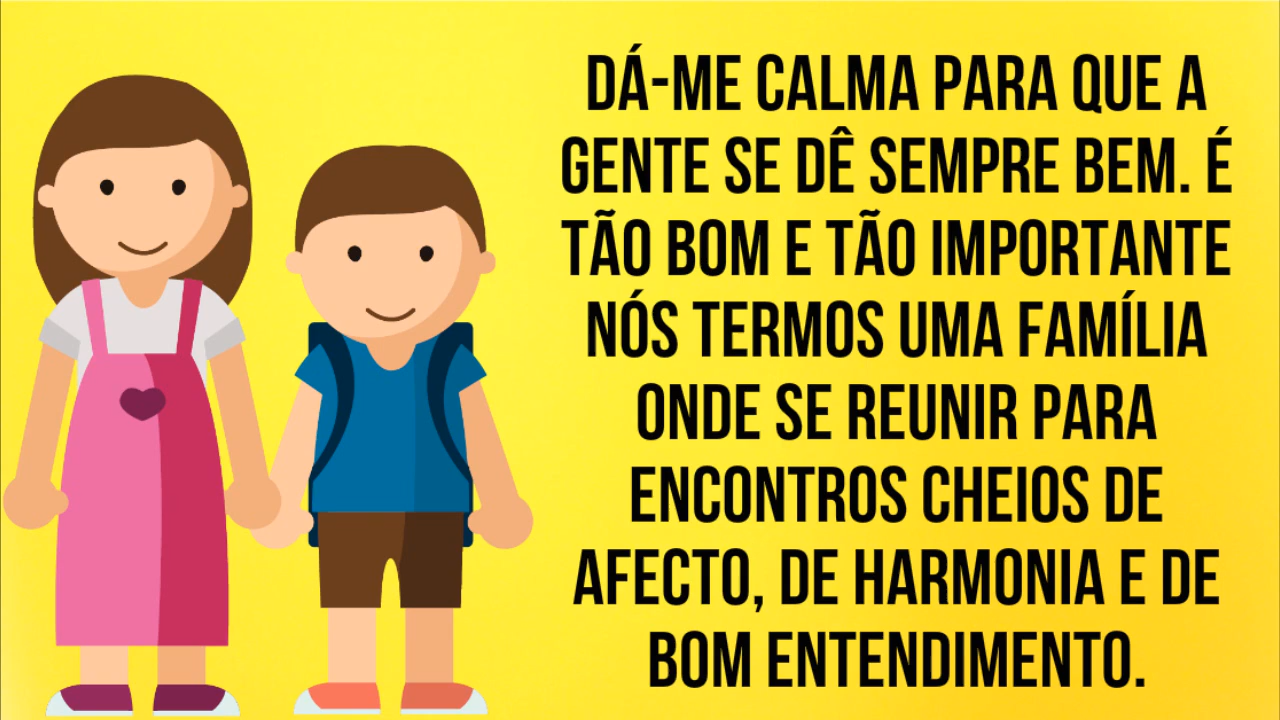 DÁ-ME CALMA PARA QUE A
GENTE SE DÊ SEMPRE BEM. É
TÃO BOM E TÃO IMPORTANTE
NÓS TERMOS UMA FAMÍLIA
ONDE SE REUNIR PARA
ENCONTROS CHEIOS DE
AFECTO, DE HARMONIA E DE
BOM ENTENDIMENTO.